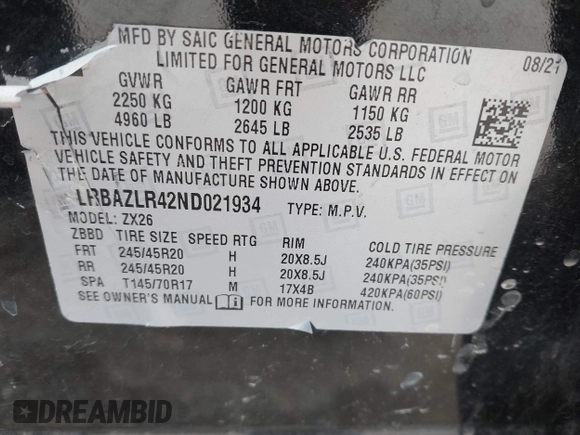 MFD BY SAIC GENERAL MOTORS CORPORATION
LIMITED FOR GENERAL MOTORS LLC 08/21
GVWR GAWR FRT GAWR RR
2250 KG 1200 KG 1150 KG
4960 LB 2645 LB 2535 LB
THIS VEHICLE CONFORMS TO ALL APPLICABLE U.S. FEDERAL MOTOR
VEHICLE SAFETY AND THEFT PREVENTION STANDARDS IN EFFECT ON
THE DATE OF MANUFACTURE SHOWN ABOVE.
LRBAZLR42ND021934 TYPE: M.P.V.
MODEL: ZX26
ZBBD TIRE SIZE SPEED RTG RIM COLD TIRE PRESSURE
FRT 245/45R20 H 20X8.5J 240KPA(35PSI)
RR 245/45R20 H 20X8.5J 240KPA(35PSI)
SPA T145/70R17 M 17X4B 420KPA(60PSI)
SEE OWNER'S MANUAL FOR MORE INFORMATION.
DREAMBID